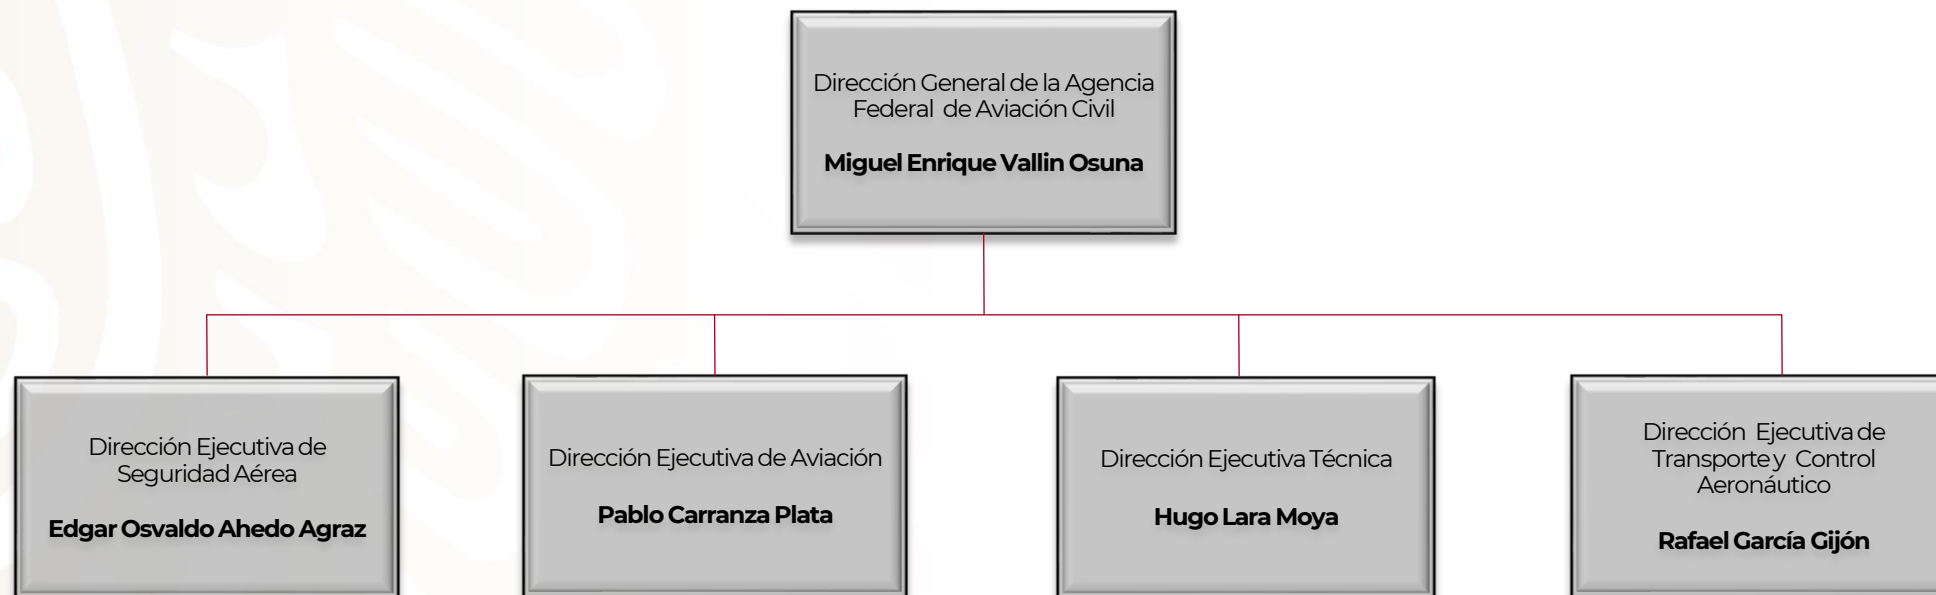 Dirección General de la Agencia
Federal de Aviación Civil
Miguel Enrique Vallin Osuna
Dirección Ejecutiva de
Seguridad Aérea
Edgar Osvaldo Ahedo Agraz
Dirección Ejecutiva de Aviación
Pablo Carranza Plata
Dirección Ejecutiva Técnica
Hugo Lara Moya
Dirección Ejecutiva de
Transporte y Control
Aeronáutico
Rafael García Gijón